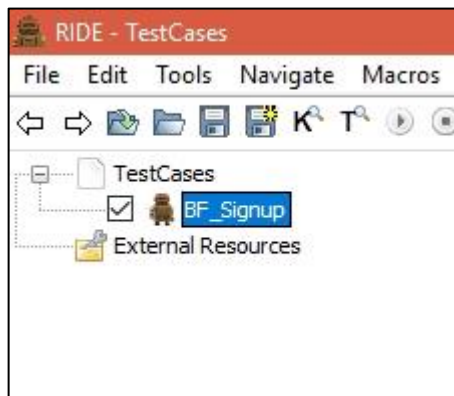 RIDE - TestCases
File Edit Tools Navigate Macros
K T
TestCases
BF_Signup
External Resources